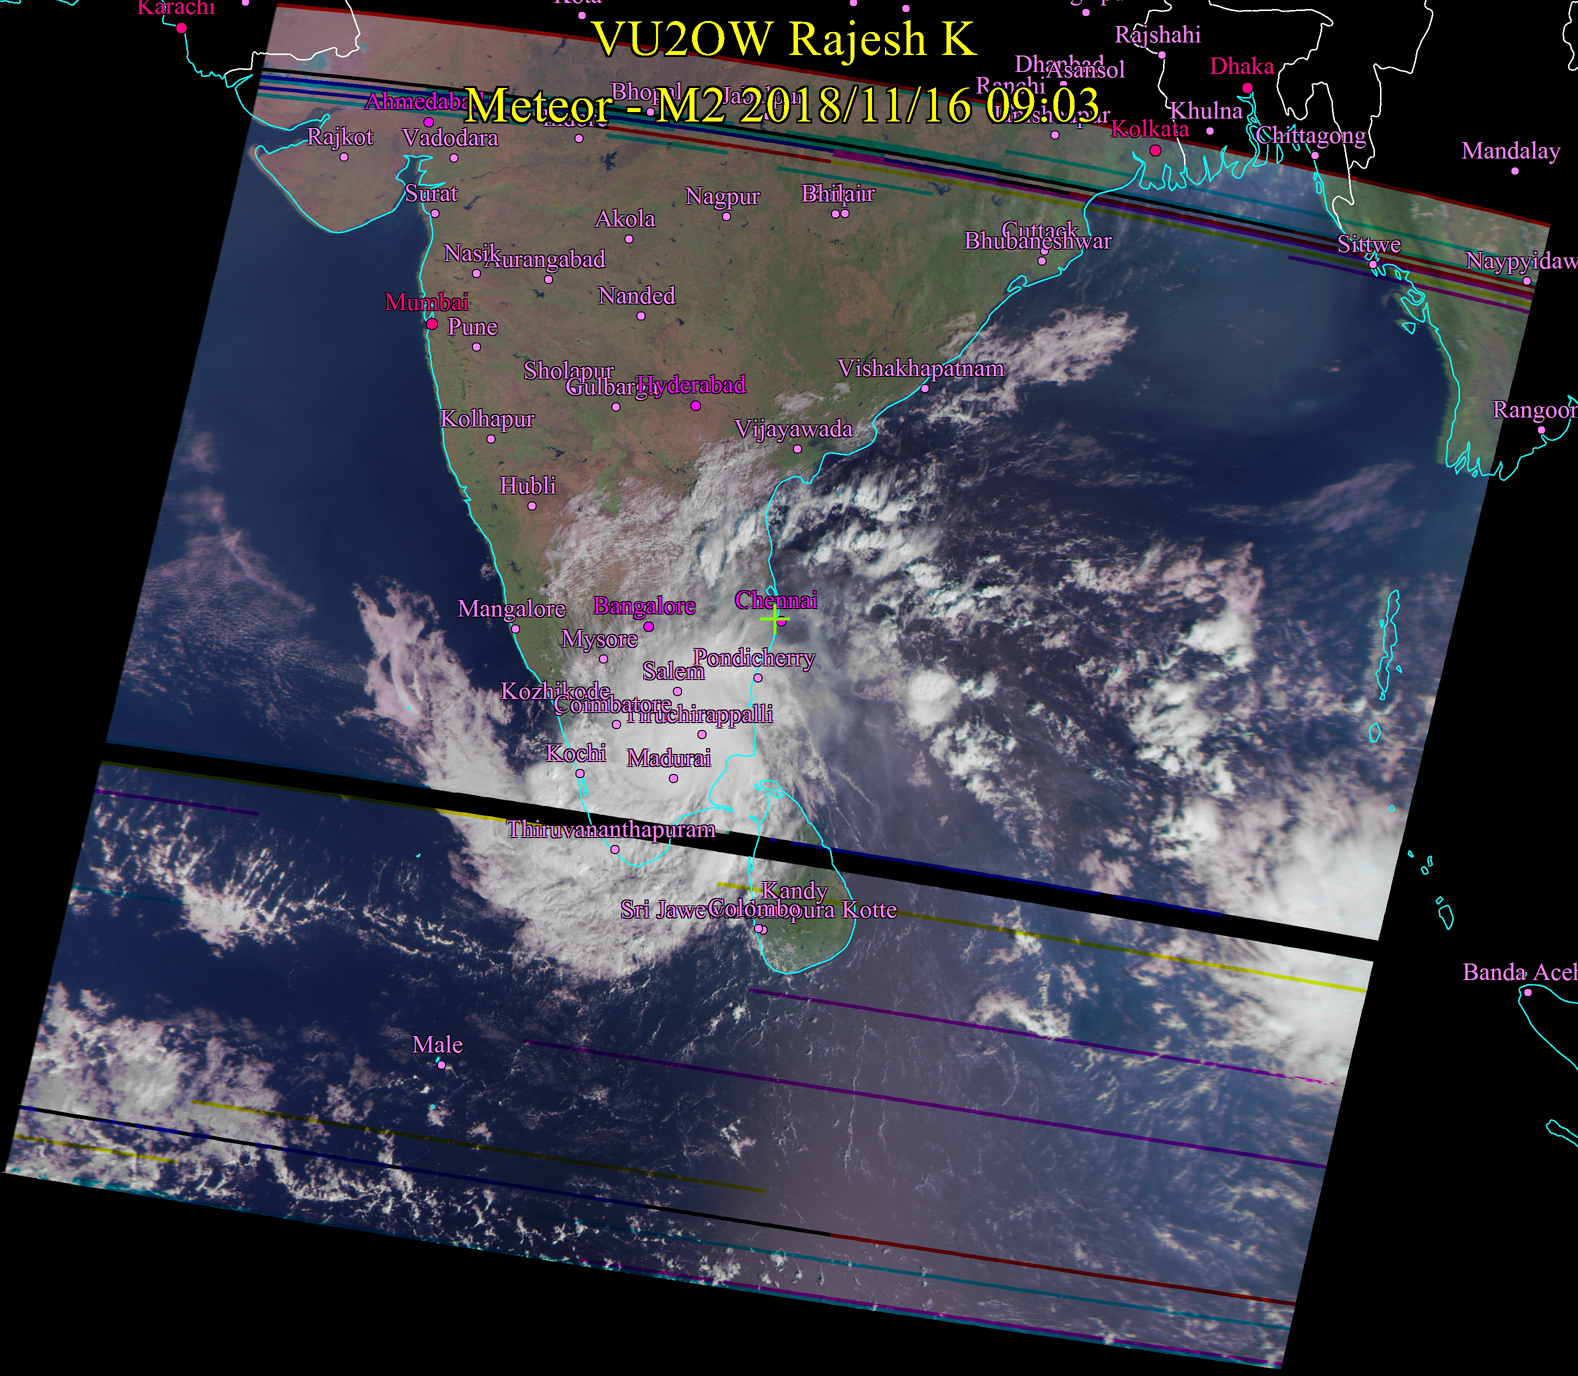 Karachi
Kota
VU2OW Rajesh K
Rajshahi
Dhanbad
Asansol
Dhaka
Ranchi
Bhopal
Ahmedabad
Meteor - M2 2018/11/16 09:03
Khulna
Kolkata
Chittagong
Indore
Rajkot
Vadodara
Mandalay
Surat
Nagpur
Bhilai
Akola
Cuttack
Bhubaneshwar
Sittwe
Nasik
Aurangabad
Naypyidaw
Nanded
Mumbai
Pune
Sholapur
Gulbarga
Hyderabad
Vishakhapatnam
Rangoon
Kolhapur
Vijayawada
Hubli
Mangalore
Bangalore
Chennai
Mysore
Pondicherry
Salem
Kozhikode
Coimbatore
Tiruchirappalli
Kochi
Madurai
Thiruvananthapuram
Kandy
Colombo
Kotte
Banda Aceh
Male